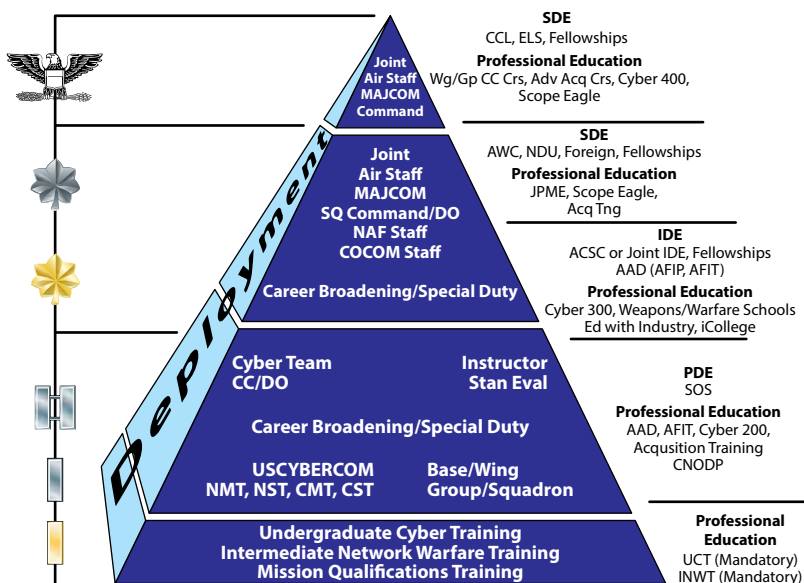 SDE
CCL, ELS, Fellowships
Professional Education
Wg/Gp CC Crs, Adv Acq Crs, Cyber 400,
Scope Eagle
Joint
Air Staff
MAJCOM
Command
SDE
AWC, NDU, Foreign, Fellowships
Professional Education
JPME, Scope Eagle,
Acq Tng
Joint
Air Staff
MAJCOM
SQ Command/DO
NAF Staff
COCOM Staff
Career Broadening/Special Duty
IDE
ACSC or Joint IDE, Fellowships
AAD (AFIP, AFIT)
Professional Education
Cyber 300, Weapons/Warfare Schools
Ed with Industry, iCollege
Deployment
Cyber Team
CC/DO
Instructor
Stan Eval
Career Broadening/Special Duty
USCYBERCOM
NMT, NST, CMT, CST
Base/Wing
Group/Squadron
PDE
SOS
Professional Education
AAD, AFIT, Cyber 200,
Acqusition Training
CNODP
Undergraduate Cyber Training
Intermediate Network Warfare Training
Mission Qualifications Training
Professional
Education
UCT (Mandatory)
INWT (Mandatory)